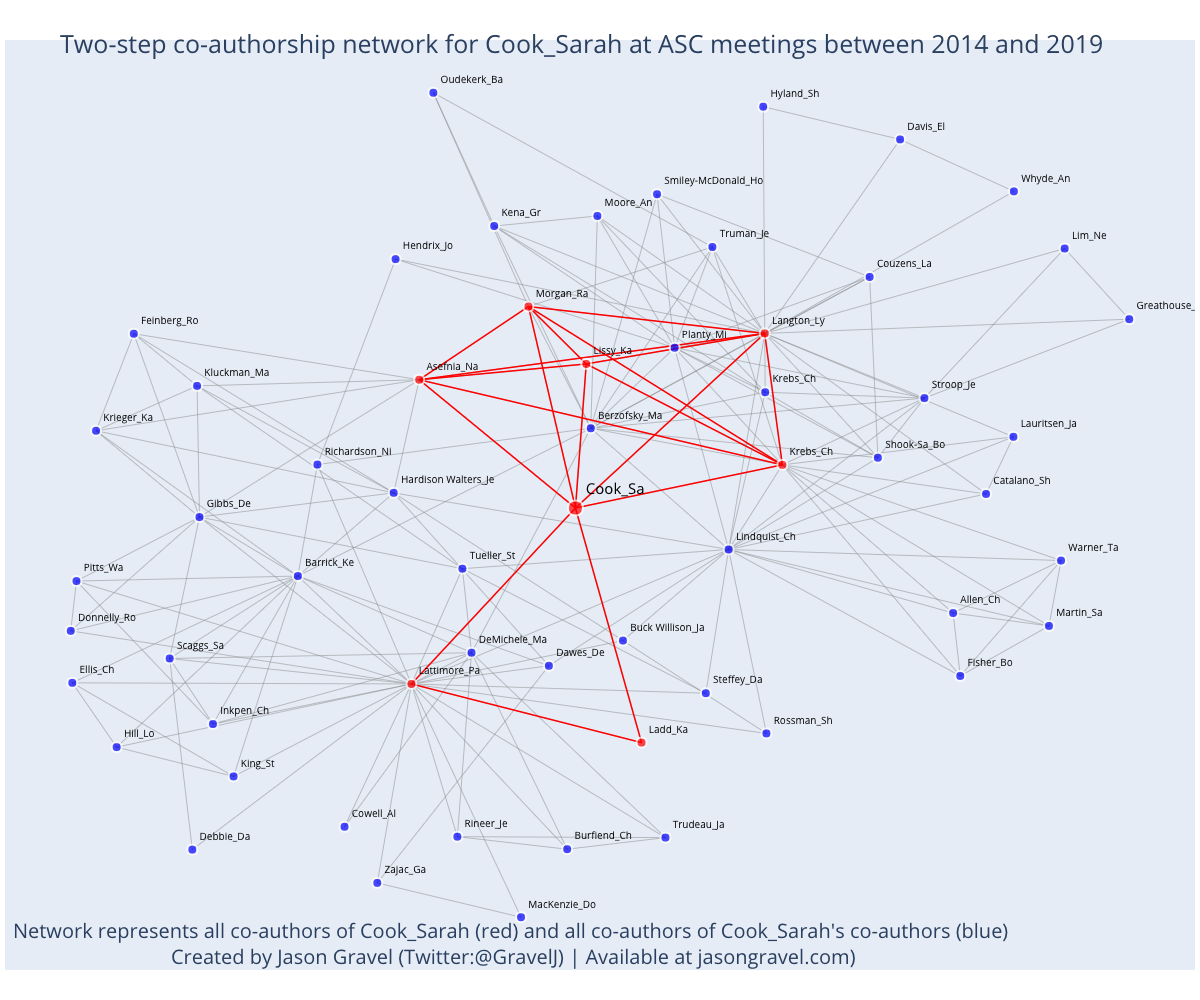 Two-step co-authorship network for Cook_Sarah at ASC meetings between 2014 and 2019
Oudekerk_Ba
Hyland_Sh
Davis_El
Whyde_An
Smiley-McDonald_Ho
Moore_An
Kena_Gr
Truman_Je
Lim_Ne
Hendrix_Jo
Couzens_La
Morgan_Ra
Greathouse_
Feinberg_Ro
Langton_Ly
Planty_Mi
Lissy_Ka
Asefnia_Na
Kluckman_Ma
Krebs_Ch
Stroop_Je
Krieger_Ka
Berzofsky_Ma
Lauritsen_Ja
Richardson_Ni
Krebs_Ch
Shook-Sa_Bo
Hardison Walters_Je
Cook_Sa
Catalano_Sh
Gibbs_De
Lindquist_Ch
Warner_Ta
Tueller_St
Barrick_Ke
Pitts_Wa
Allen_Ch
Donnelly_Ro
Martin_Sa
Buck Willison_Ja
Scaggs_Sa
DeMichele_Ma
Dawes_De
Fisher_Bo
Ellis_Ch
Lattimore_Pa
Steffey_Da
Inkpen_Ch
Ladd_Ka
Rossman_Sh
Hill_Lo
King_St
Cowell_Al
Debbie_Da
Rineer_Je
Burfiend_Ch
Trudeau_Ja
Zajac_Ga
MacKenzie_Do
Network represents all co-authors of Cook_Sarah (red) and all co-authors of Cook_Sarah's co-authors (blue)
Created by Jason Gravel (Twitter:@GravelJ) | Available at jasongravel.com)